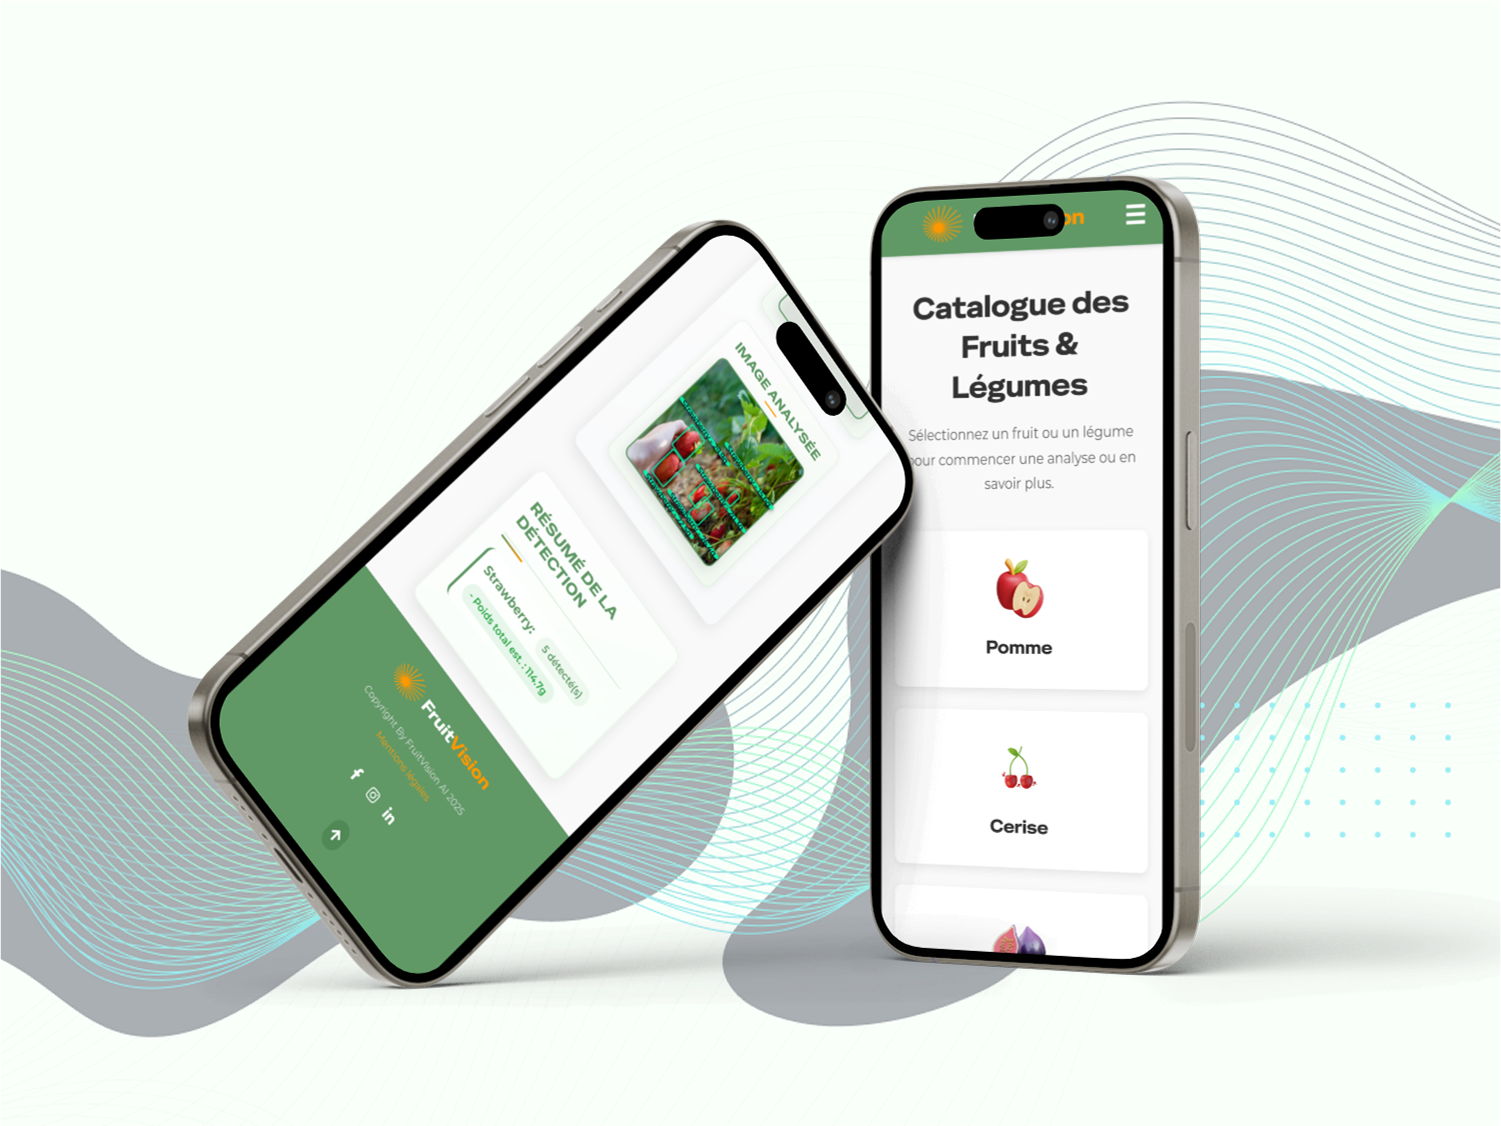 IMAGE ANALYSÉE
RÉSUMÉ DE LA
DÉTECTION
Strawberry:
5 détecté(s)
- Poids total est. : 114.7g
FruitVision
Copyright By FruitVision AI 2025
Mentions légales
in
on
Catalogue des
Fruits &
Légumes
Sélectionnez un fruit ou un légume
pour commencer une analyse ou en
savoir plus.
Pomme
Cerise